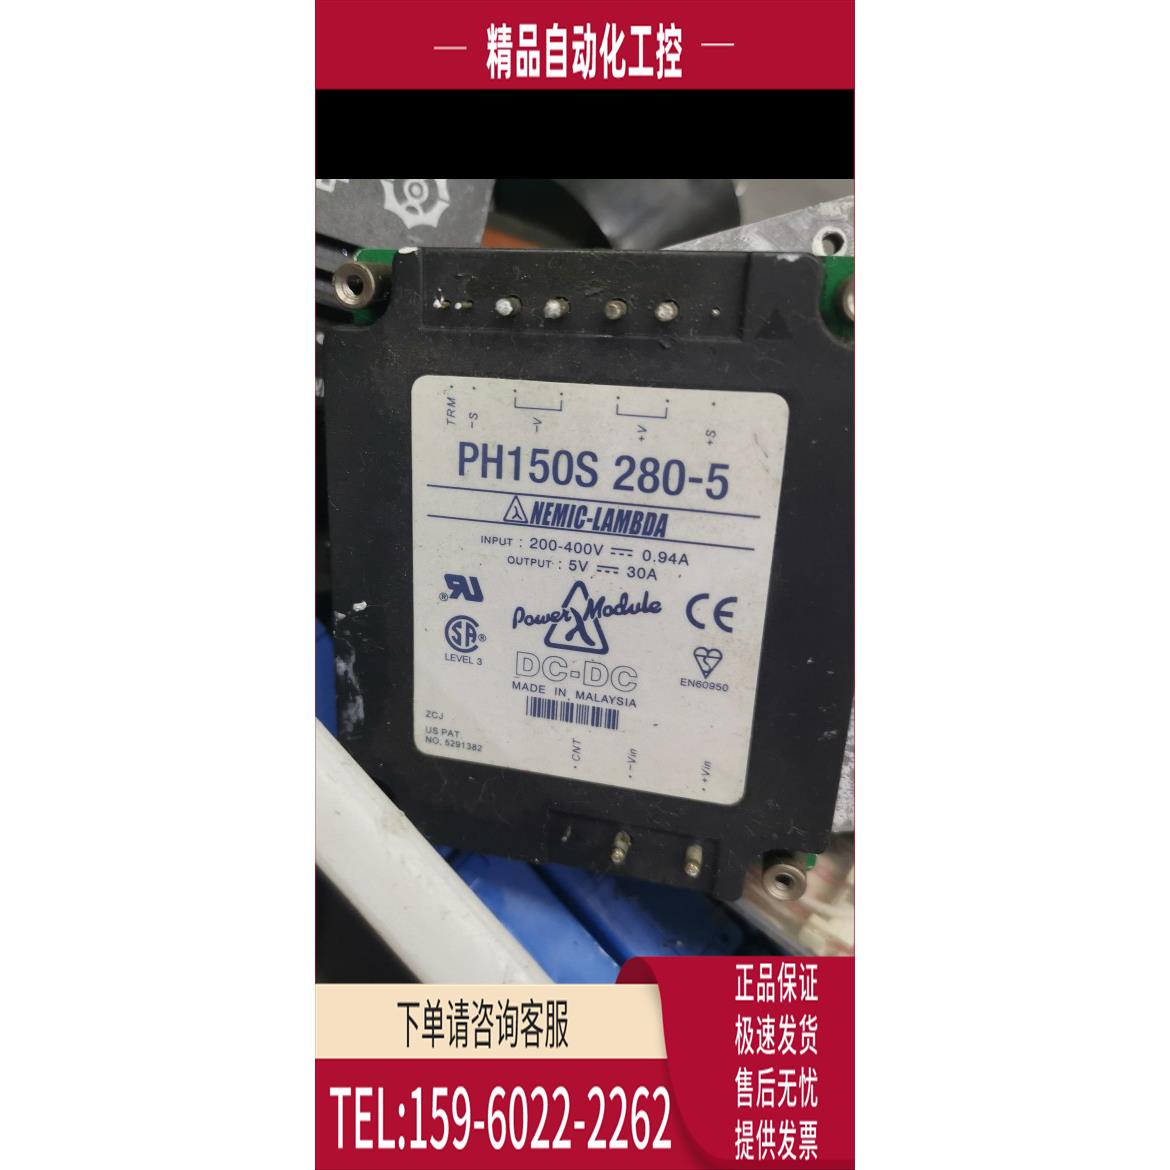 精品自动化工控
TRM
-S
-V
+V
+S
PH150S 280-5
NEMIC-LAMBDA
INPUT : 200-400V 0.94A
OUTPUT : 5V 30A
Power Module
CE
LEVEL 3
DC-DC
EN60950
MADE IN MALAYSIA
ZCJ
US PAT
NO. 5291382
CNT
-Vin
+Vin
下单请咨询客服
TEL:159-6022-2262
正品保证
极速发货
售后无忧
提供发票